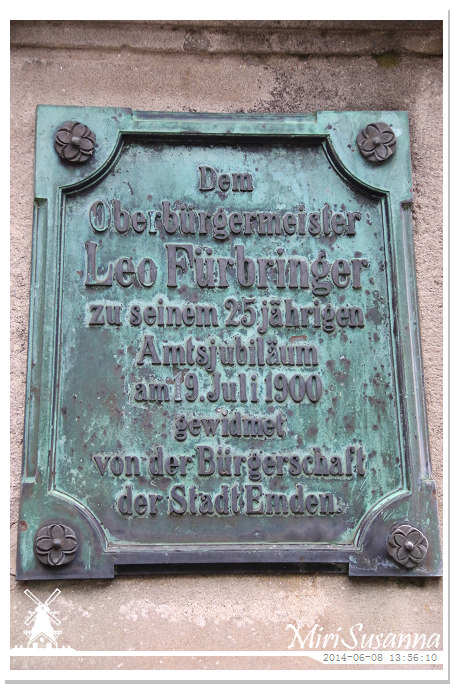 Dem
Oberbürgermeister
Leo Fürbringer
zu seinem 25jährigen
Amtsjubiläum
am 19. Juli 1900
gewidmet
von der Bürgerschaft
der Stadt Emden.
MiriSusanna
2014-06-08 13:56:10